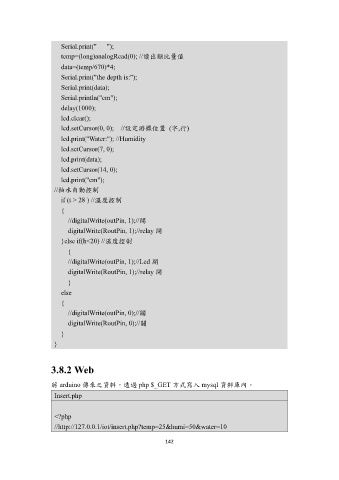 Serial.print("      ");
temp=(long)analogRead(0); //讀出類比量值
data=(temp/670)*4;
Serial.print("the depth is:");
Serial.print(data);
Serial.println("cm");
delay(1000);
lcd.clear();
lcd.setCursor(0, 0);   //設定游標位置 (字,行)
lcd.print("Water:"); //Humidity
lcd.setCursor(7, 0);
lcd.print(data);
lcd.setCursor(14, 0);
lcd.print("cm");
//抽水自動控制
if (t > 28 ) //溫度控制
{
//digitalWrite(outPin, 1);//開
digitalWrite(RoutPin, 1);//relay 開
}else if(h<20) //濕度控制
{
//digitalWrite(outPin, 1);//Led 開
digitalWrite(RoutPin, 1);//relay 開
}
else
{
//digitalWrite(outPin, 0);//關
digitalWrite(RoutPin, 0);//關
}
}
3.8.2 Web
將 arduino 傳來之資料，透過 php $_GET 方式寫入 mysql 資料庫內。
Insert.php
<?php
//http://127.0.0.1/iot/insert.php?temp=25&humi=50&water=10
142